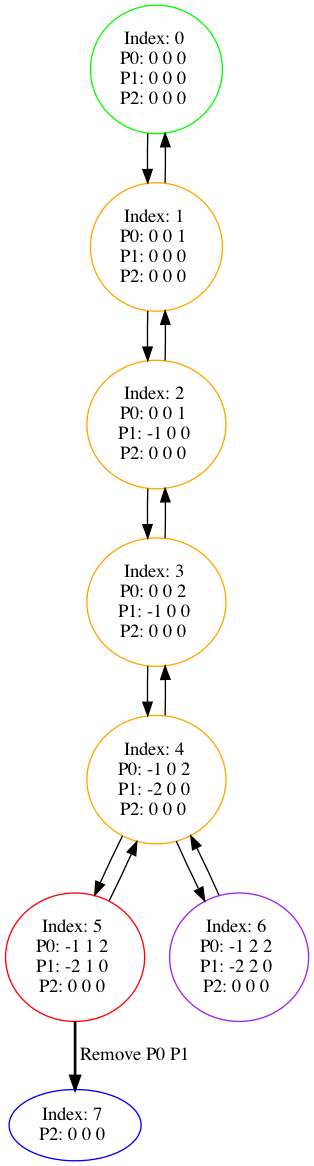 Index: 0
P0: 0 0 0
P1: 0 0 0
P2: 0 0 0
Index: 1
P0: 0 0 1
P1: 0 0 0
P2: 0 0 0
Index: 2
P0: 0 0 1
P1: -1 0 0
P2: 0 0 0
Index: 3
P0: 0 0 2
P1: -1 0 0
P2: 0 0 0
Index: 4
P0: -1 0 2
P1: -2 0 0
P2: 0 0 0
Index: 5
P0: -1 1 2
P1: -2 1 0
P2: 0 0 0
Index: 6
P0: -1 2 2
P1: -2 2 0
P2: 0 0 0
Remove P0 P1
Index: 7
P2: 0 0 0